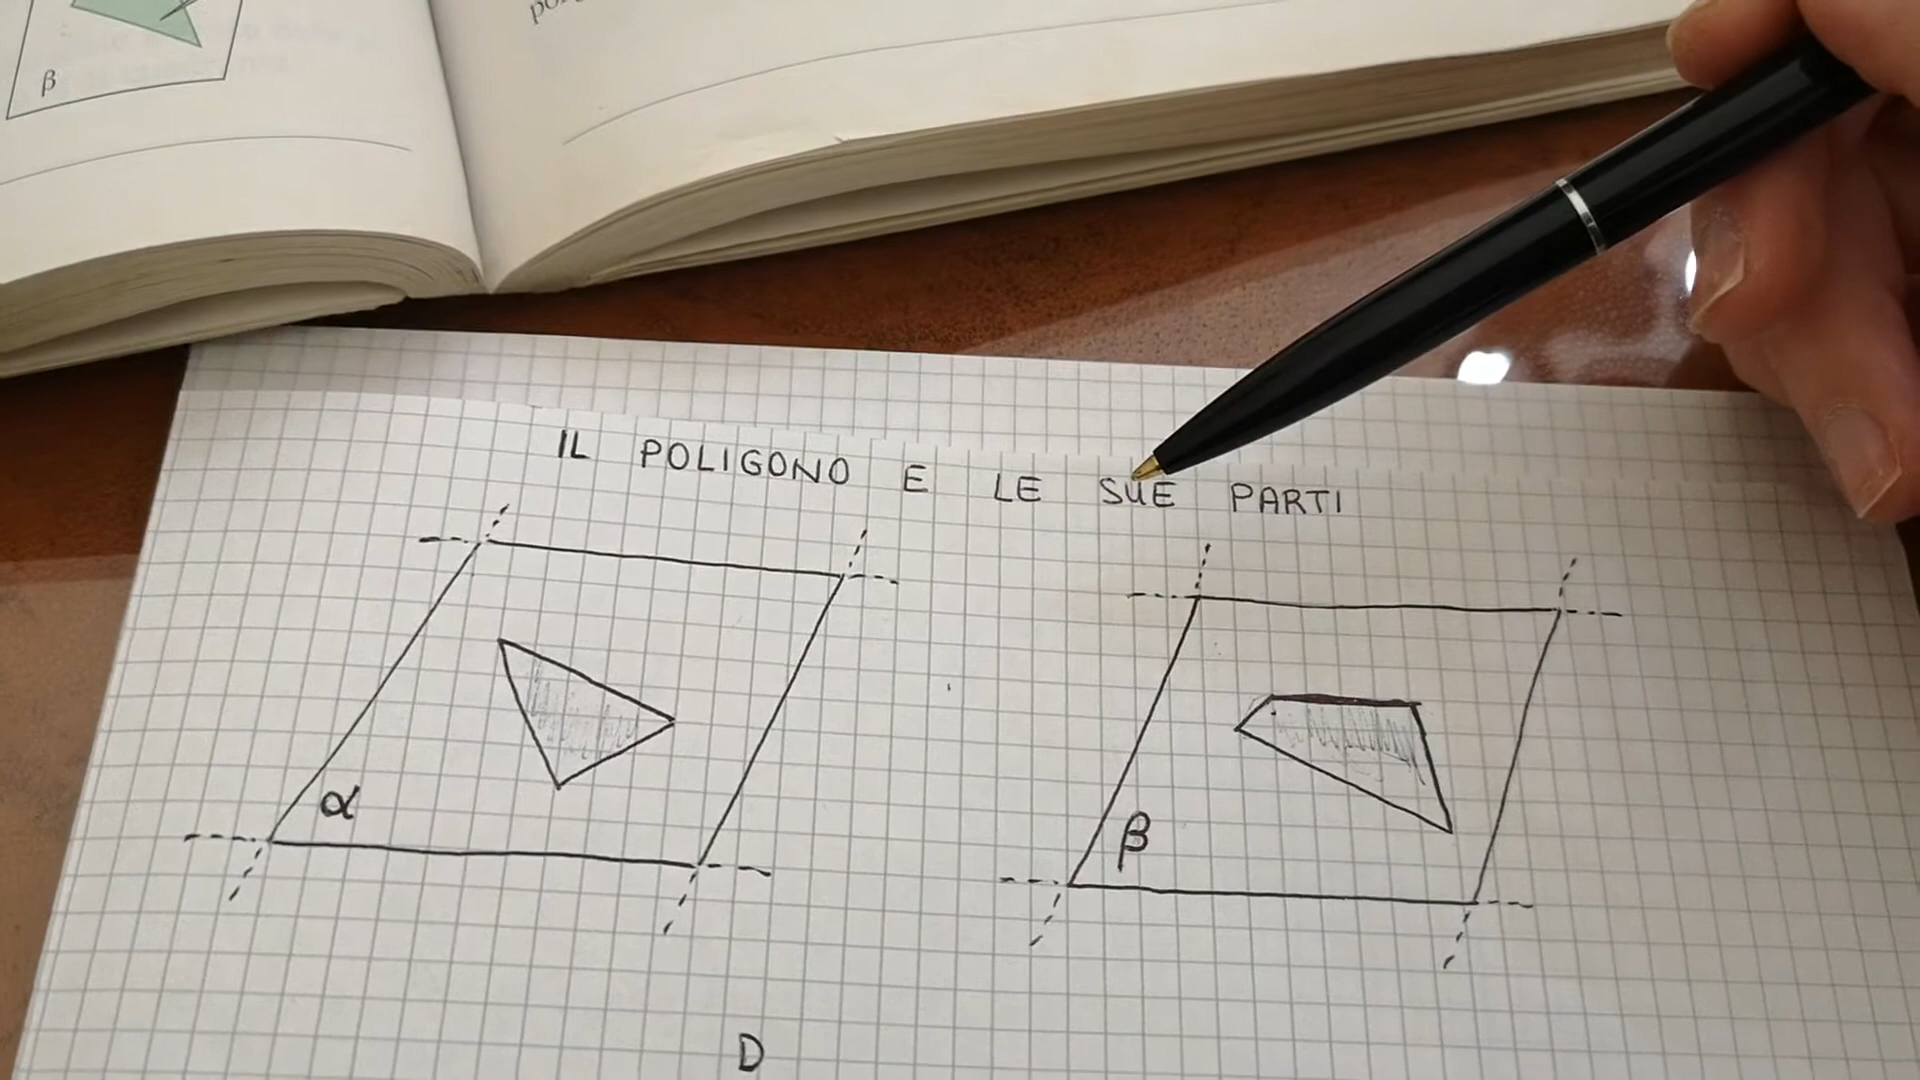 β
IL POLIGONO E LE SUE PARTI
α
β
D